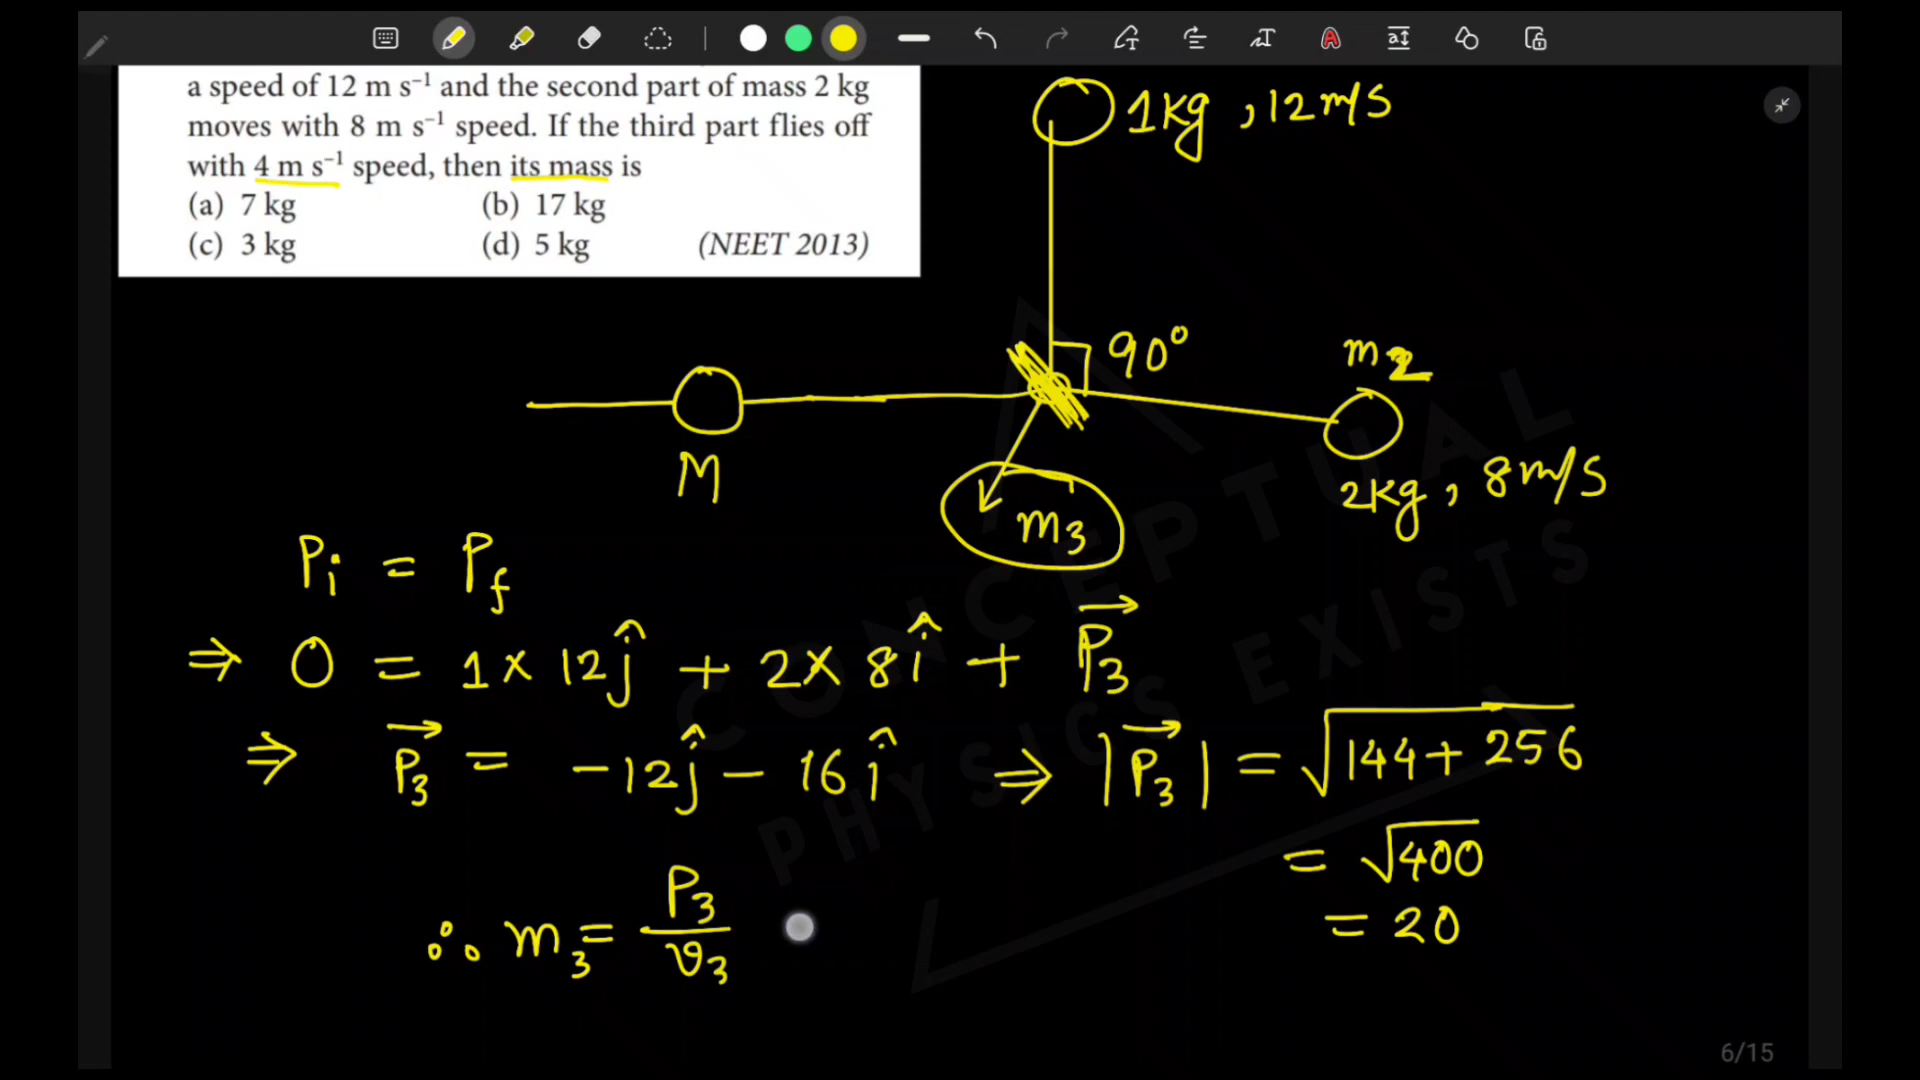 a speed of 12 m s⁻¹ and the second part of mass 2 kg
moves with 8 m s⁻¹ speed. If the third part flies off
with 4 m s⁻¹ speed, then its mass is
(a) 7 kg (b) 17 kg
(c) 3 kg (d) 5 kg (NEET 2013)
1kg , 12m/s
90°
m2
M
2kg , 8m/s
m3
Pi = Pf
⇒ 0 = 1 × 12ĵ + 2 × 8î + P⃗3
⇒ P⃗3 = -12ĵ - 16î ⇒ |P⃗3| = √144+256
= √400
= 20
∴ m3 = P3/v3
CONCEPTUAL
PHYSICS EXISTS
6/15